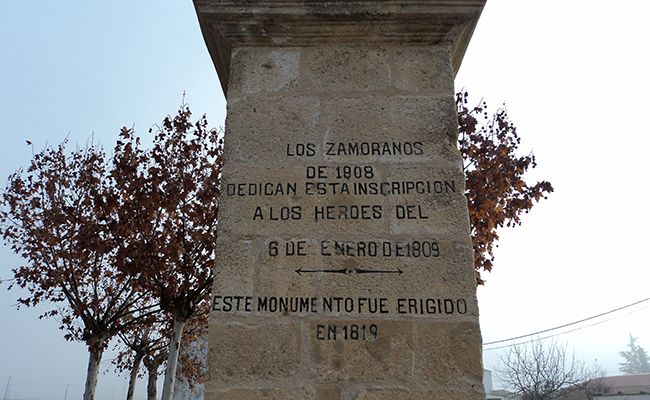 LOS ZAMORANOS
DE 1908
DEDICAN ESTA INSCRIPCION
A LOS HEROES DEL
6 DE ENERO DE 1809
ESTE MONUMENTO FUE ERIGIDO
EN 1819